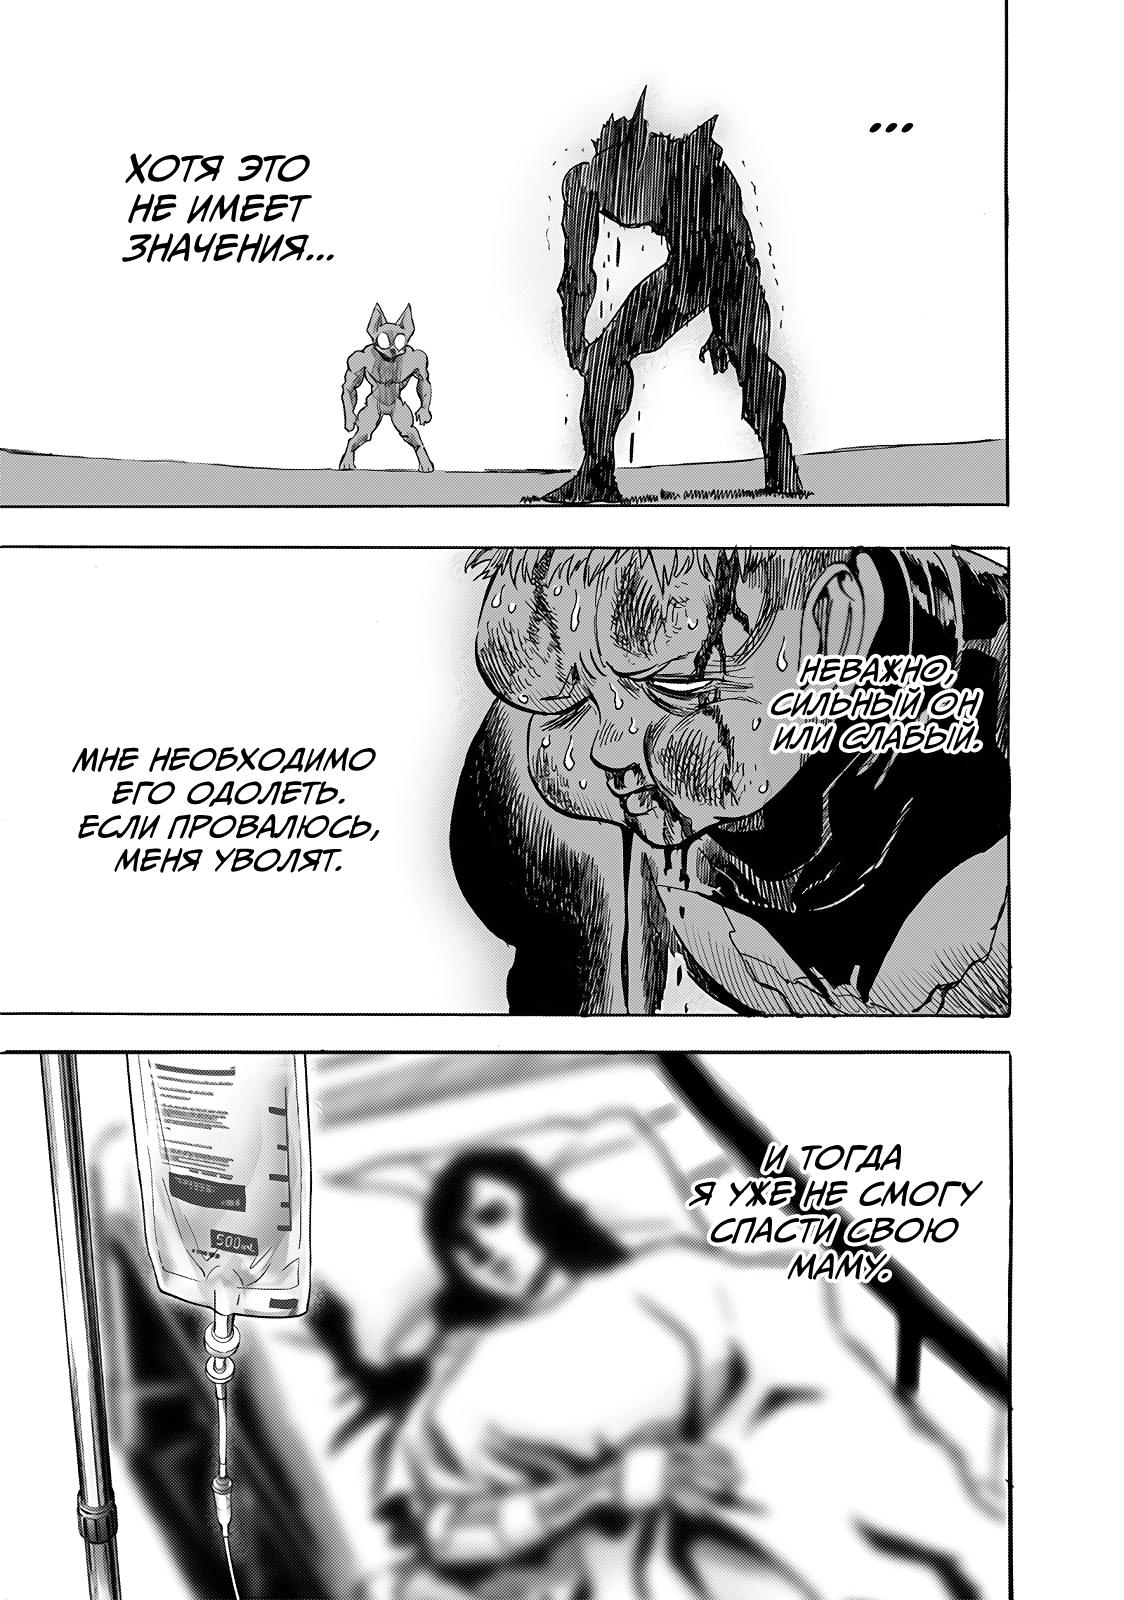 ...
ХОТЯ ЭТО
НЕ ИМЕЕТ
ЗНАЧЕНИЯ...
НЕВАЖНО,
СИЛЬНЫЙ ОН
ИЛИ СЛАБЫЙ.
МНЕ НЕОБХОДИМО
ЕГО ОДОЛЕТЬ.
ЕСЛИ ПРОВАЛЮСЬ,
МЕНЯ УВОЛЯТ.
И ТОГДА
Я УЖЕ НЕ СМОГУ
СПАСТИ СВОЮ
МАМУ.
500mL